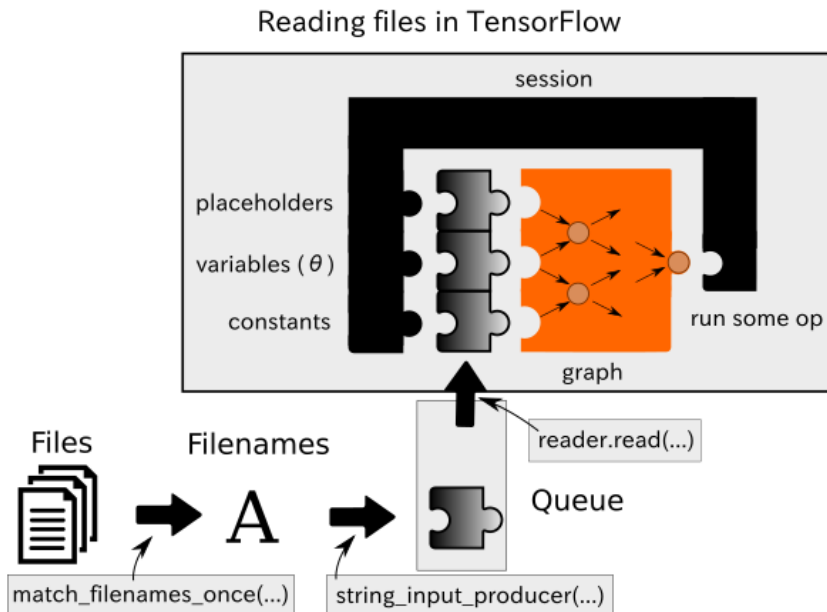 Reading files in TensorFlow
session
placeholders
variables (θ)
constants
run some op
graph
reader.read(...)
Files
Filenames
A
Queue
match_filenames_once(...)
string_input_producer(...)